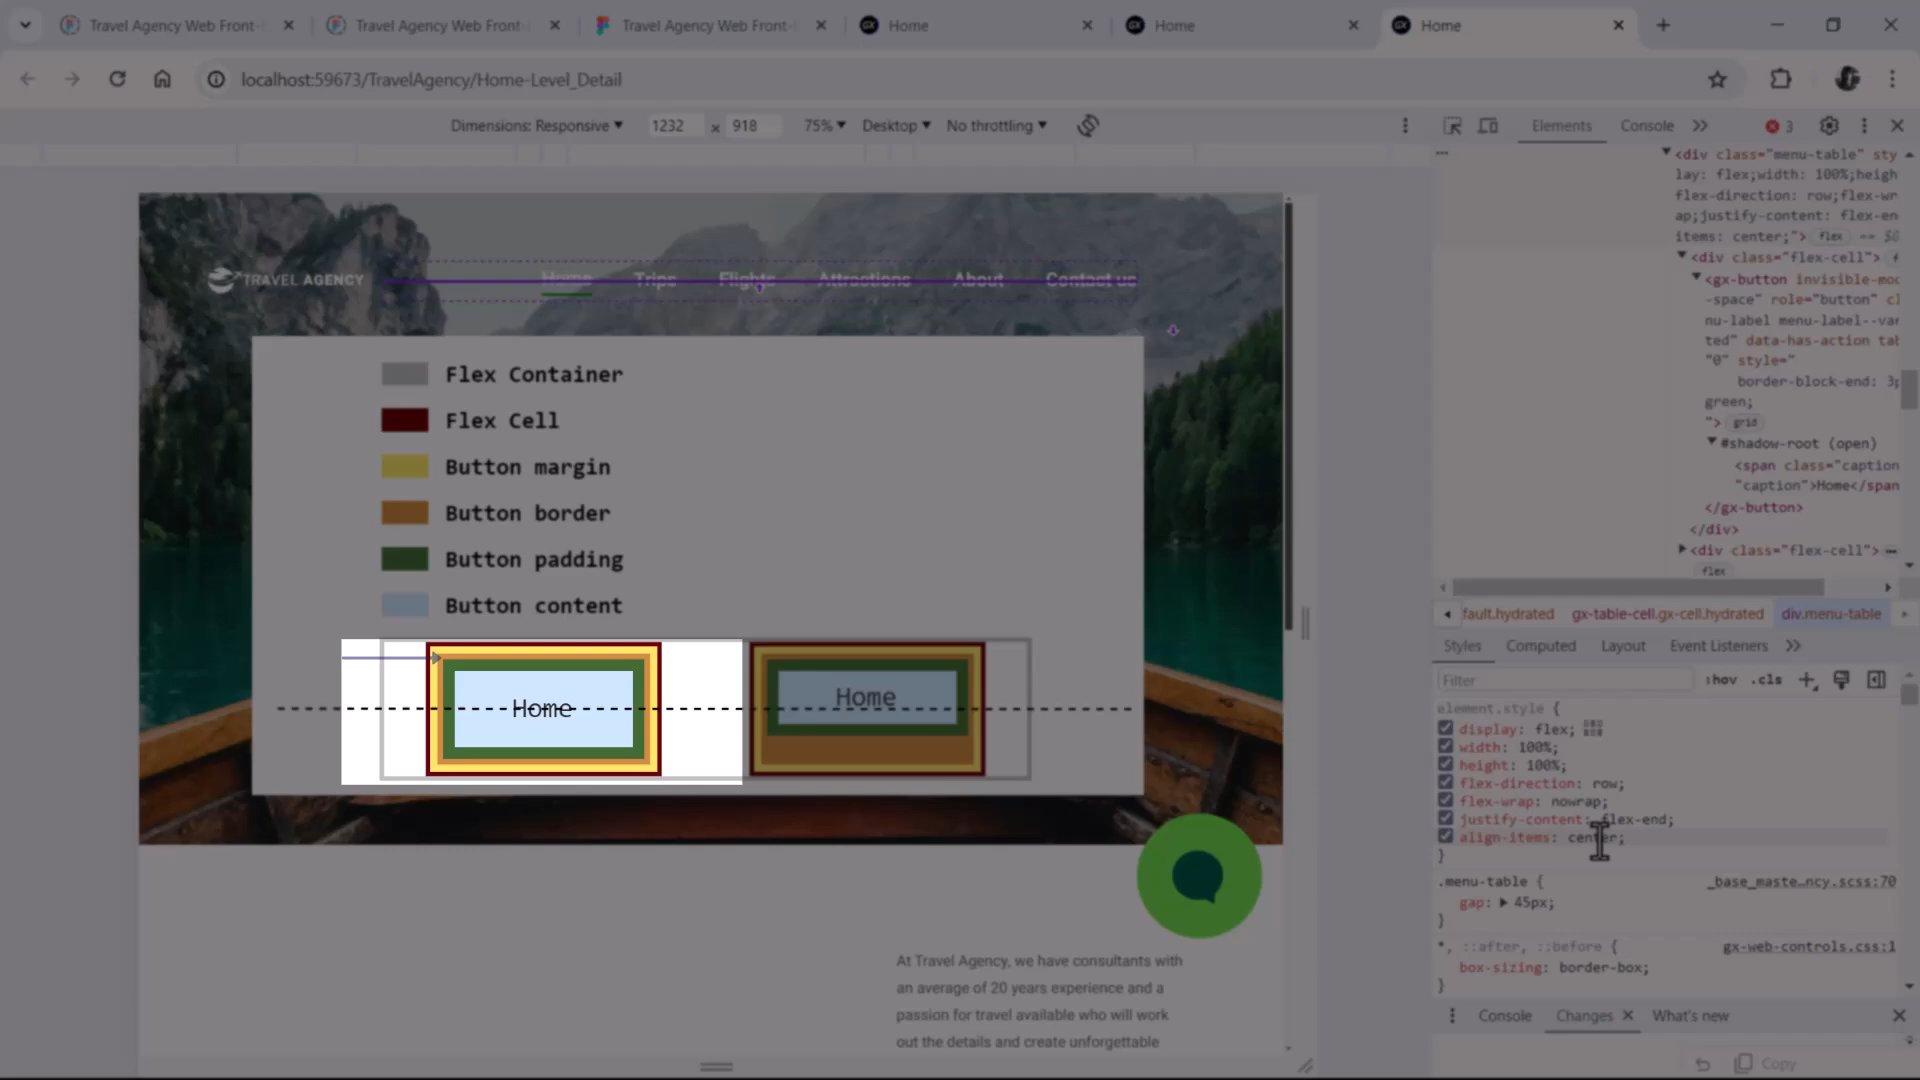 Travel Agency Web Front-
Travel Agency Web Front-
Travel Agency Web Front-
Home
Home
Home
localhost:59673/TravelAgency/Home-Level_Detail
Dimensions: Responsive
1232 x 918
75%
Desktop
No throttling
Elements
Console
3
TRAVEL AGENCY
Home
Trips
Flights
Attractions
About
Contact us
Flex Container
Flex Cell
Button margin
Button border
Button padding
Button content
Home
Home
At Travel Agency, we have consultants with
an average of 20 years experience and a
passion for travel available who will work
out the details and create unforgettable
<div class="menu-table" sty
lay: flex;width: 100%;heigh
flex-direction: row;flex-wr
ap;justify-content: flex-en
items: center;"> flex == $0
<div class="flex-cell">
<gx-button invisible-mod
-space" role="button" cl
nu-label menu-label--var
ted" data-has-action tab
"0" style="
border-block-end: 3p
green;
"> grid
#shadow-root (open)
<span class="caption
"caption">Home</span
</gx-button>
</div>
<div class="flex-cell">
flex
fault.hydrated
gx-table-cell.gx-cell.hydrated
div.menu-table
Styles
Computed
Layout
Event Listeners
Filter
:hov
.cls
element.style {
display: flex;
width: 100%;
height: 100%;
flex-direction: row;
flex-wrap: nowrap;
justify-content: flex-end;
align-items: center;
}
.menu-table {
_base_maste…ncy.scss:70
gap: 45px;
}
*, ::after, ::before {
gx-web-controls.css:1
box-sizing: border-box;
}
Console
Changes
What's new
Copy